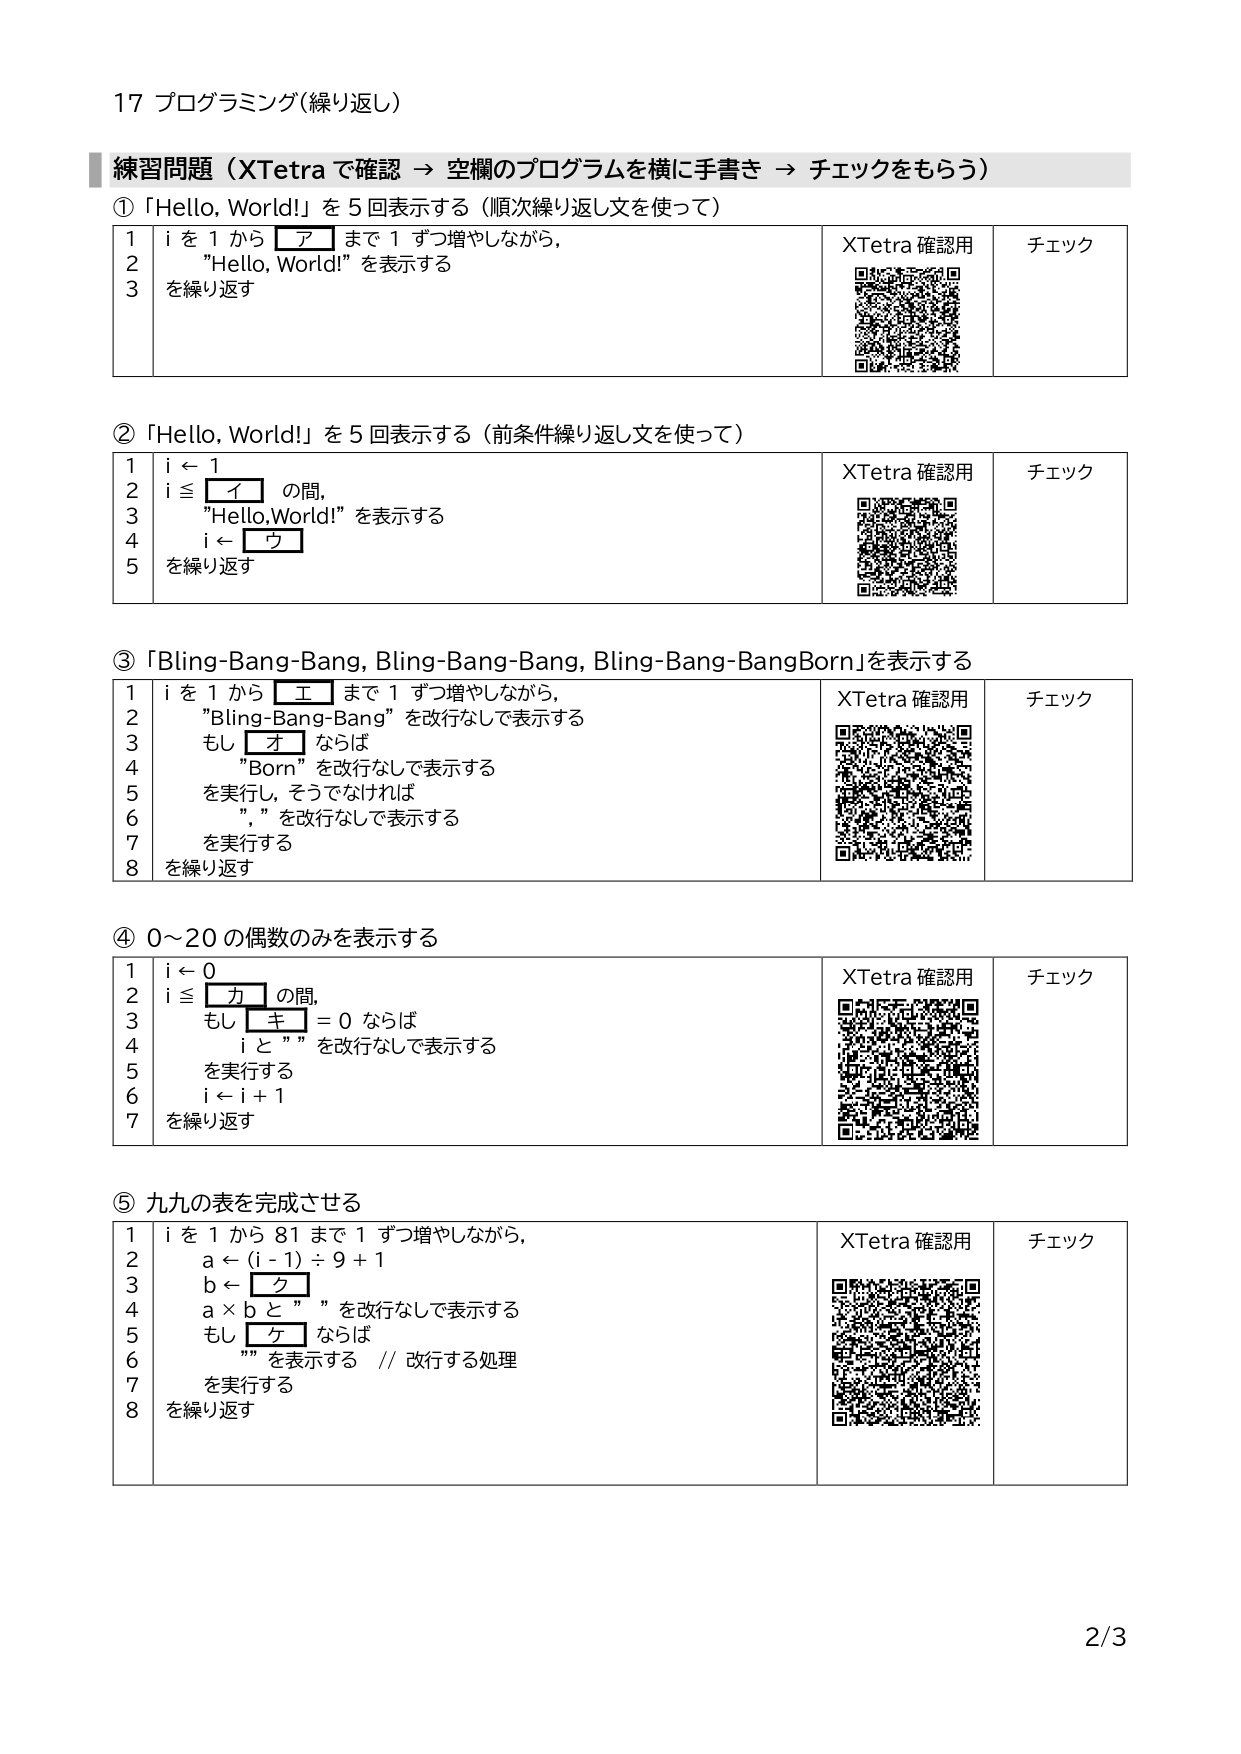 17 プログラミング（繰り返し）
練習問題（XTetra で確認 → 空欄のプログラムを横に手書き → チェックをもらう）
①「Hello, World!」を 5 回表示する（順次繰り返し文を使って）
1 i を 1 から ア まで 1 ずつ増やしながら,
2 ”Hello, World!” を表示する
3 を繰り返す
XTetra 確認用
チェック
②「Hello, World!」を 5 回表示する（前条件繰り返し文を使って）
1 i ← 1
2 i ≦ イ の間,
3 ”Hello,World!” を表示する
4 i ← ウ
5 を繰り返す
XTetra 確認用
チェック
③「Bling-Bang-Bang, Bling-Bang-Bang, Bling-Bang-BangBorn」を表示する
1 i を 1 から エ まで 1 ずつ増やしながら,
2 ”Bling-Bang-Bang” を改行なしで表示する
3 もし オ ならば
4 ”Born” を改行なしで表示する
5 を実行し, そうでなければ
6 ”, ” を改行なしで表示する
7 を実行する
8 を繰り返す
XTetra 確認用
チェック
④ 0～20 の偶数のみを表示する
1 i ← 0
2 i ≦ カ の間,
3 もし キ = 0 ならば
4 i と ” ” を改行なしで表示する
5 を実行する
6 i ← i + 1
7 を繰り返す
XTetra 確認用
チェック
⑤ 九九の表を完成させる
1 i を 1 から 81 まで 1 ずつ増やしながら,
2 a ← (i - 1) ÷ 9 + 1
3 b ← ク
4 a × b と ”　” を改行なしで表示する
5 もし ケ ならば
6 ”” を表示する // 改行する処理
7 を実行する
8 を繰り返す
XTetra 確認用
チェック
2/3